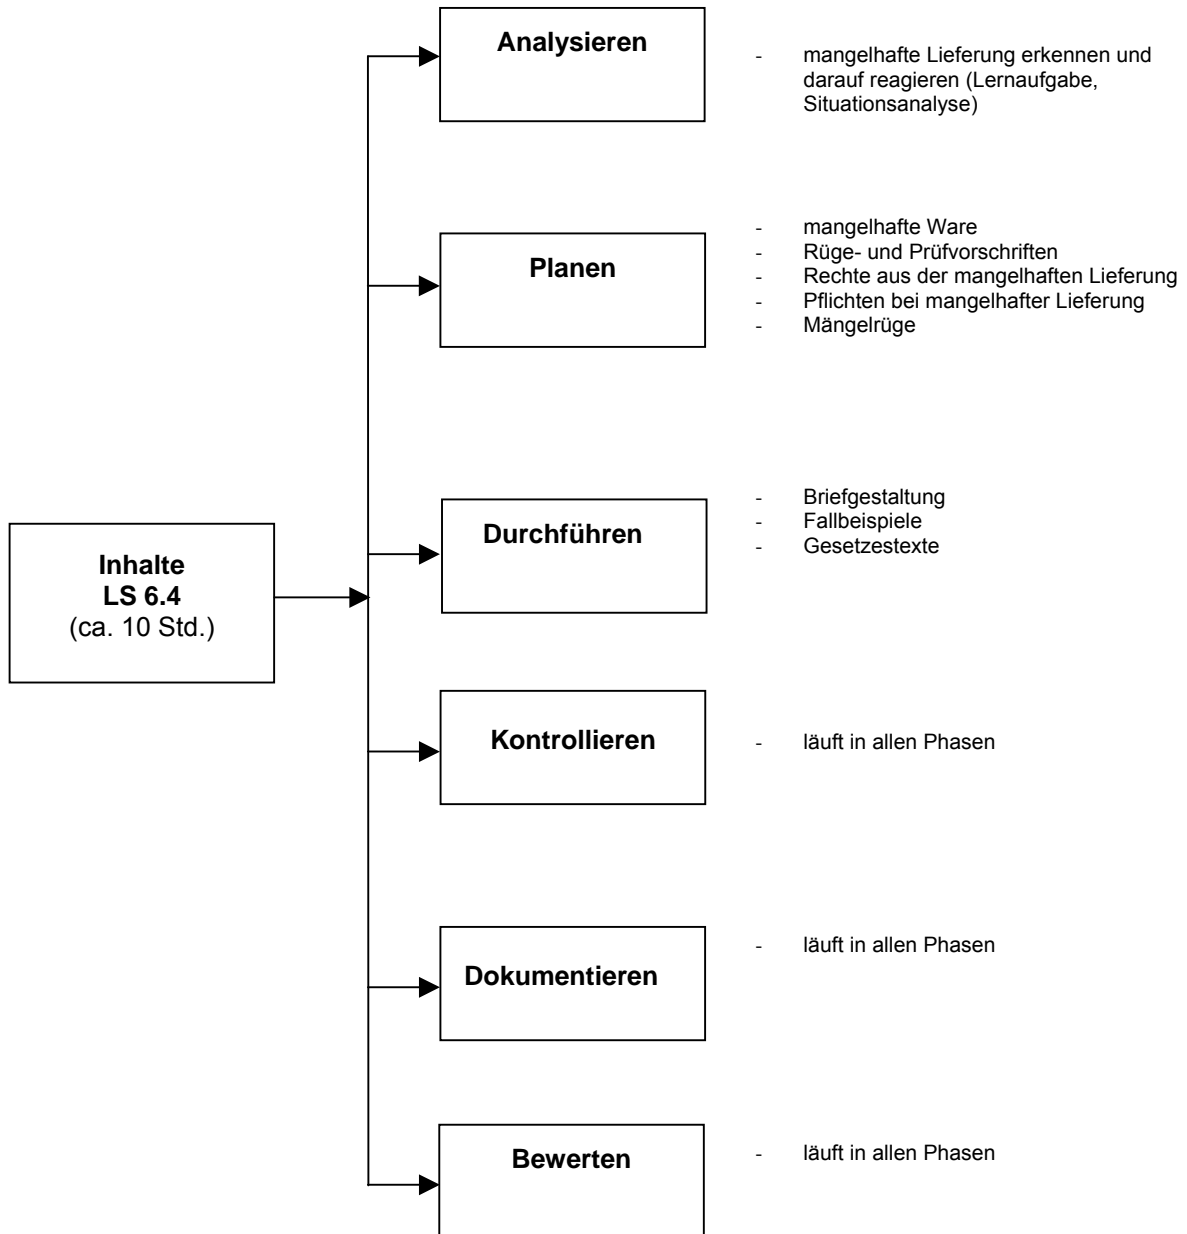 Analysieren
- mangelhafte Lieferung erkennen und
darauf reagieren (Lernaufgabe,
Situationsanalyse)
Planen
- mangelhafte Ware
- Rüge- und Prüfvorschriften
- Rechte aus der mangelhaften Lieferung
- Pflichten bei mangelhafter Lieferung
- Mängelrüge
Inhalte
LS 6.4
(ca. 10 Std.)
Durchführen
- Briefgestaltung
- Fallbeispiele
- Gesetzestexte
Kontrollieren
- läuft in allen Phasen
Dokumentieren
- läuft in allen Phasen
Bewerten
- läuft in allen Phasen